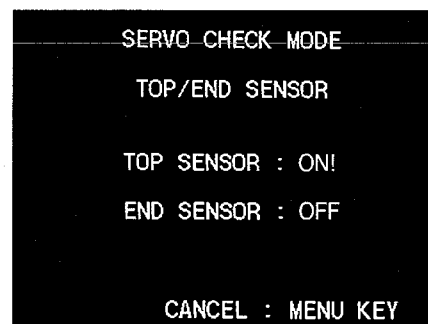 SERVO CHECK MODE
TOP/END SENSOR
TOP SENSOR : ON!
END SENSOR : OFF
CANCEL : MENU KEY